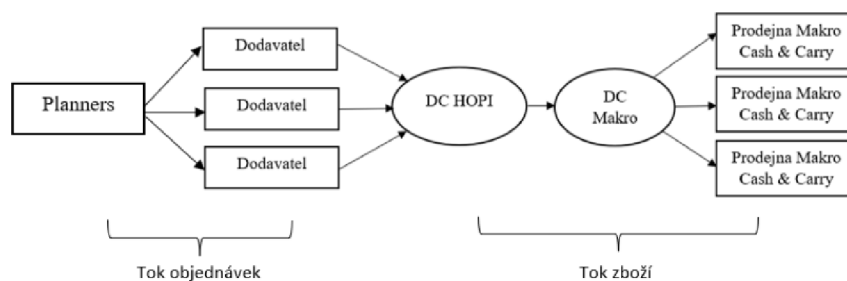 Planners
Dodavatel
Dodavatel
Dodavatel
DC HOPI
DC
Makro
Prodejna Makro
Cash & Carry
Prodejna Makro
Cash & Carry
Prodejna Makro
Cash & Carry
Tok objednávek
Tok zboží